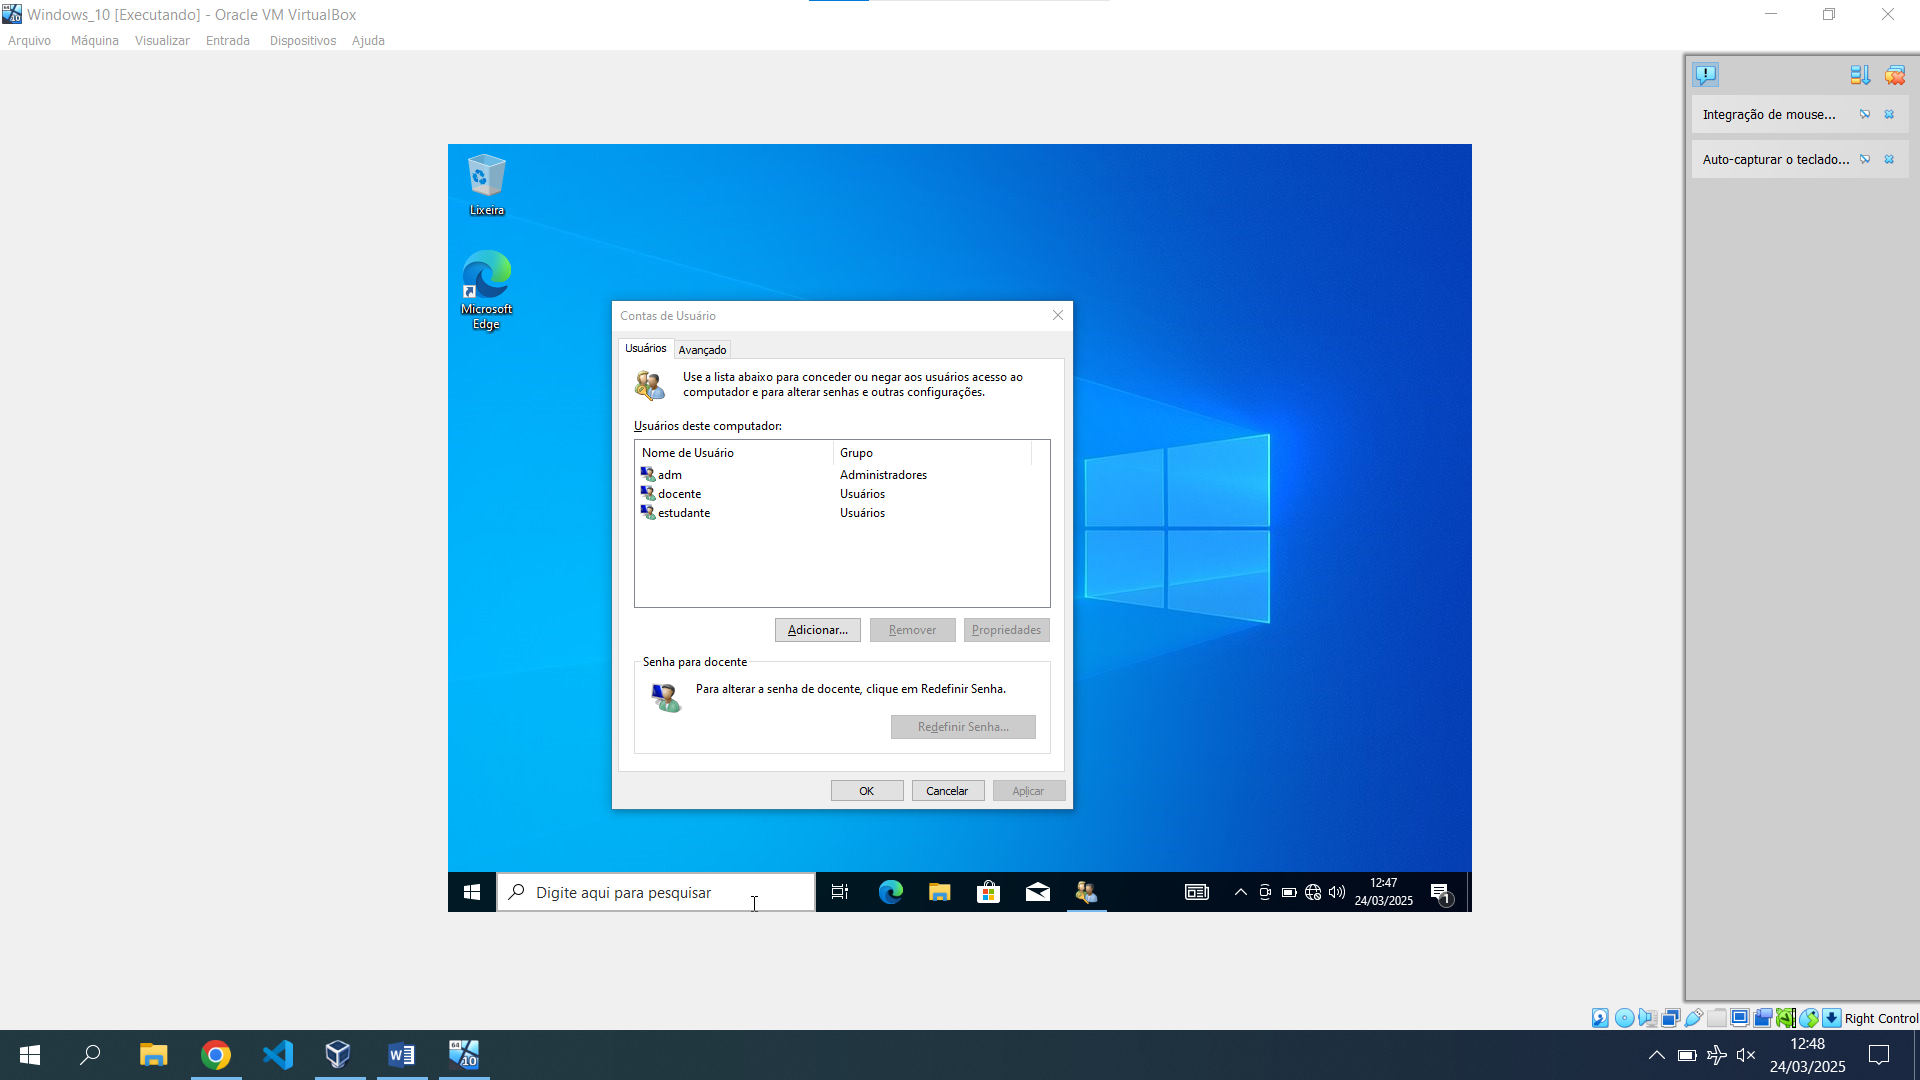 Windows_10 [Executando] - Oracle VM VirtualBox
Arquivo Máquina Visualizar Entrada Dispositivos Ajuda
Integração de mouse...
Auto-capturar o teclado...
Lixeira
Microsoft
Edge
Contas de Usuário
Usuários Avançado
Use a lista abaixo para conceder ou negar aos usuários acesso ao
computador e para alterar senhas e outras configurações.
Usuários deste computador:
Nome de Usuário Grupo
adm Administradores
docente Usuários
estudante Usuários
Adicionar... Remover Propriedades
Senha para docente
Para alterar a senha de docente, clique em Redefinir Senha.
Redefinir Senha...
OK Cancelar Aplicar
Digite aqui para pesquisar
12:47
24/03/2025
1
Right Control
12:48
24/03/2025